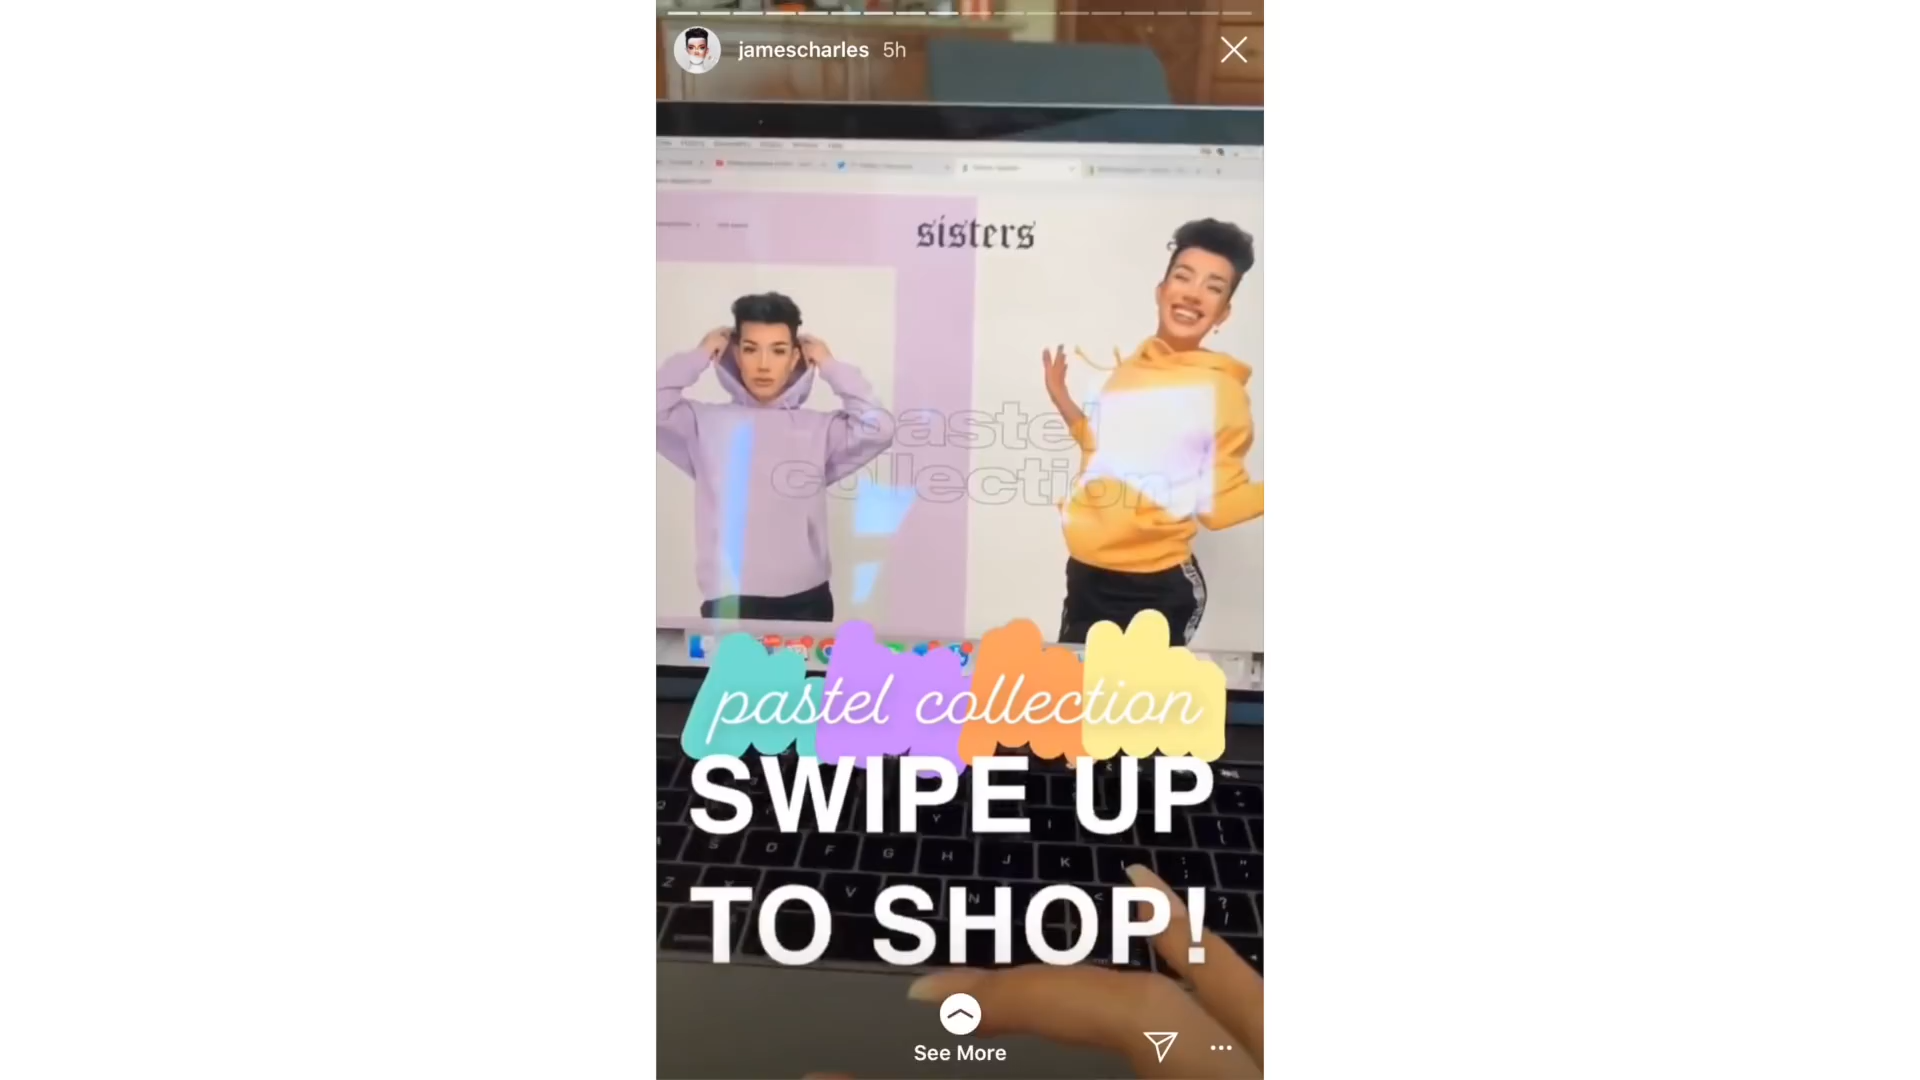 jamescharles 5h
sisters
pastel
collection
pastel collection
SWIPE UP
TO SHOP!
S D F G H J K L
Z V N
See More